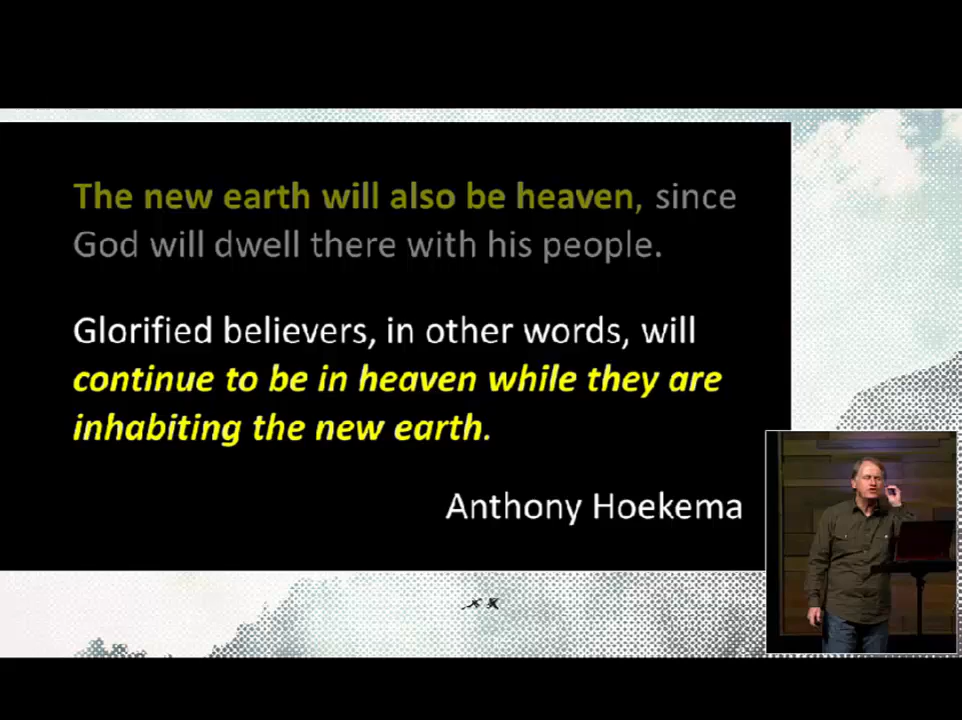 The new earth will also be heaven, since
God will dwell there with his people.
Glorified believers, in other words, will
continue to be in heaven while they are
inhabiting the new earth.
Anthony Hoekema